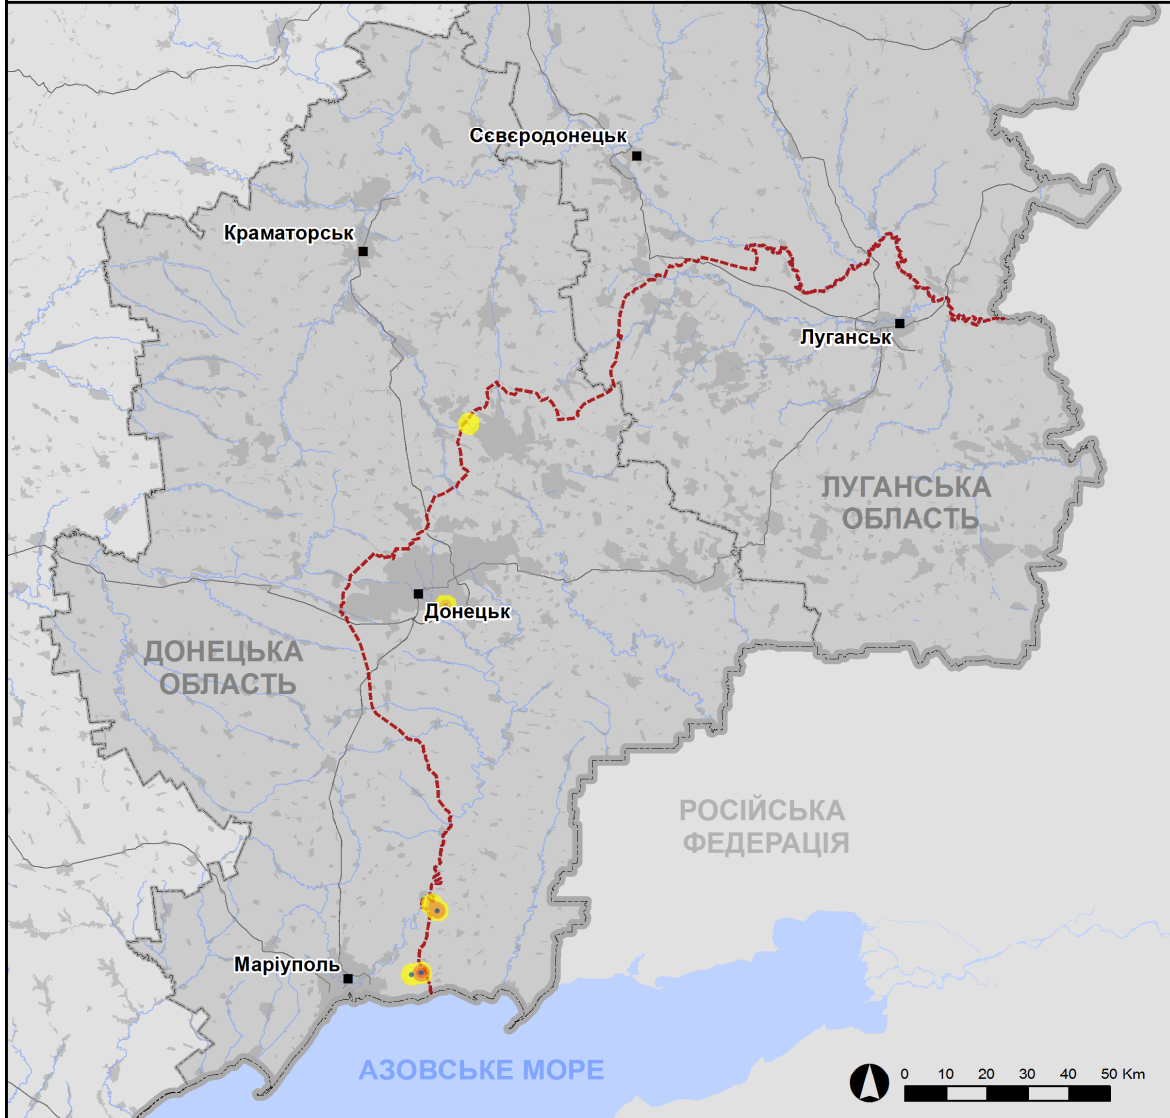 Сєвєродонецьк
Краматорськ
Луганськ
ЛУГАНСЬКА
ОБЛАСТЬ
Донецьк
ДОНЕЦЬКА
ОБЛАСТЬ
РОСІЙСЬКА
ФЕДЕРАЦІЯ
Маріуполь
АЗОВСЬКЕ МОРЕ
0 10 20 30 40 50 Km